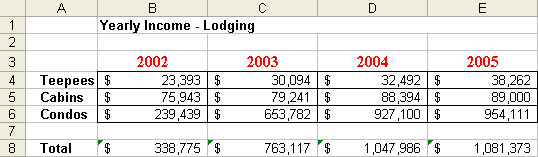 A B C D E
1 Yearly Income - Lodging
2
3 2002 2003 2004 2005
4 Teepees $ 23,393 $ 30,094 $ 32,492 $ 38,262
5 Cabins $ 75,943 $ 79,241 $ 88,394 $ 89,000
6 Condos $ 239,439 $ 653,782 $ 927,100 $ 954,111
7
8 Total $ 338,775 $ 763,117 $ 1,047,986 $ 1,081,373